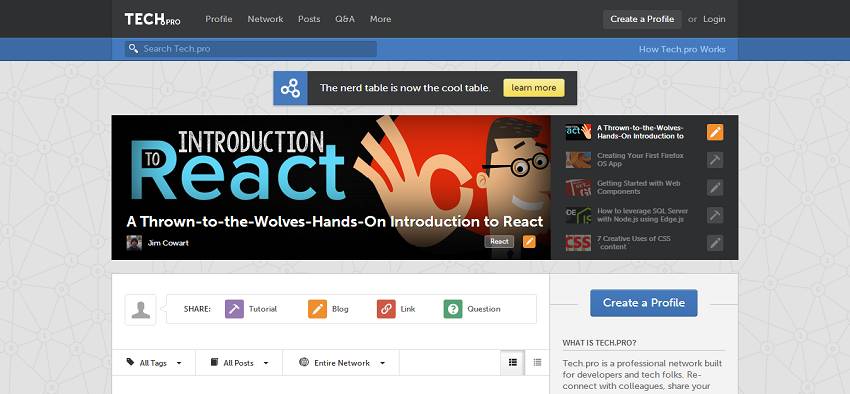 TECH.PRO
Profile
Network
Posts
Q&A
More
Create a Profile
or
Login
Search Tech.pro
How Tech.pro Works
The nerd table is now the cool table.
learn more
INTRODUCTION
TO
React
A Thrown-to-the-Wolves-Hands-On Introduction to React
Jim Cowart
React
A Thrown-to-the-Wolves-
Hands-On Introduction to
Creating Your First Firefox
OS App
Getting Started with Web
Components
How to leverage SQL Server
with Node.js using Edge.js
CSS
7 Creative Uses of CSS
content
SHARE:
Tutorial
Blog
Link
Question
Create a Profile
All Tags
All Posts
Entire Network
WHAT IS TECH.PRO?
Tech.pro is a professional network built
for developers and tech folks. Re-
connect with colleagues, share your